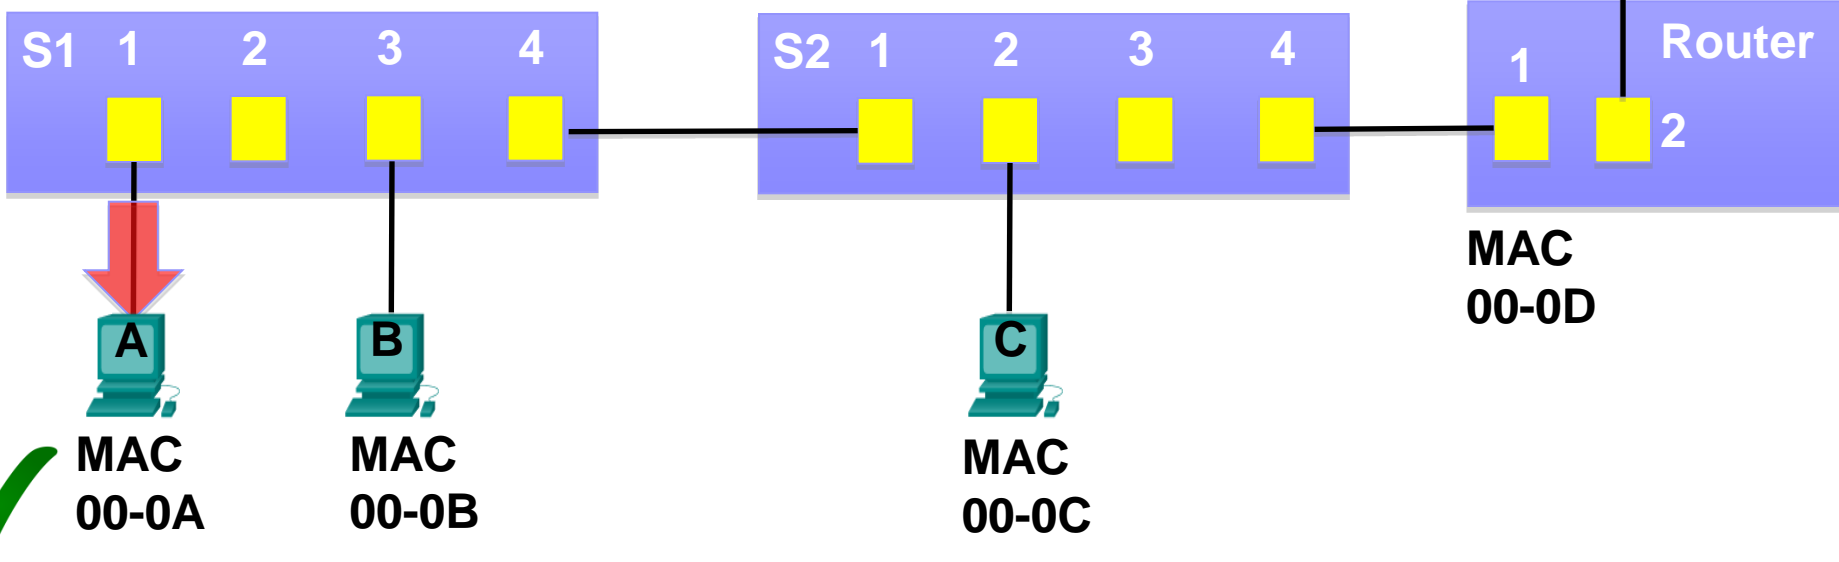 S1 1 2 3 4
S2 1 2 3 4
1 Router
2
A
B
C
MAC
00-0A
MAC
00-0B
MAC
00-0C
MAC
00-0D